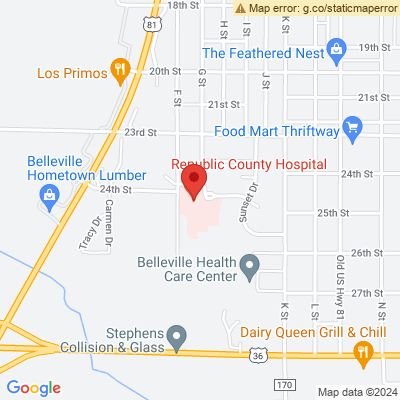 Map error: g.co/staticmaperror
81
19th St
The Feathered Nest
18th St
H St
I St
K St
Los Primos
20th St
G St
J St
F St
21st St
21st St
23rd St
Food Mart Thriftway
Belleville
Hometown Lumber
Republic County Hospital
24th St
24th St
Sunset Dr
Carmen Dr
Tracy Dr
25th St
26th St
Belleville Health
Care Center
27th St
Old US Hwy 81
K St
L St
N St
Stephens
Collision & Glass
Dairy Queen Grill & Chill
36
170
Google
Map data ©2024